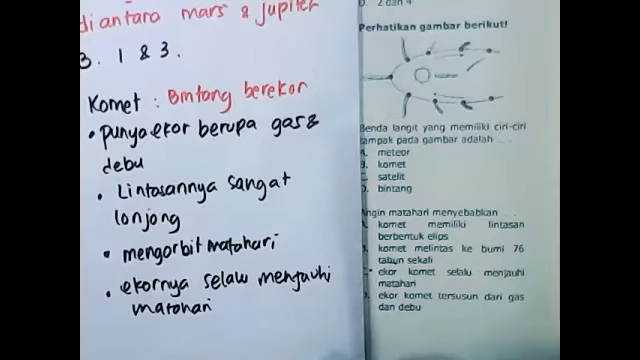 diantara mars & jupiter
B. 1 & 3.
Komet : Bintang berekor
• punya ekor berupa gas &
debu
• Lintasannya sangat
lonjong
• mengorbit matahari
• ekornya selalu menjauhi
matahari
D. 2 dan 4
Perhatikan gambar berikut!
Benda langit yang memiliki ciri-ciri
tampak pada gambar adalah ....
A. meteor
B. komet
C. satelit
D. bintang
Angin matahari menyebabkan ....
A. komet memiliki lintasan
berbentuk elips
B. komet melintas ke bumi 76
tahun sekali
C. ekor komet selalu menjauhi
matahari
D. ekor komet tersusun dari gas
dan debu